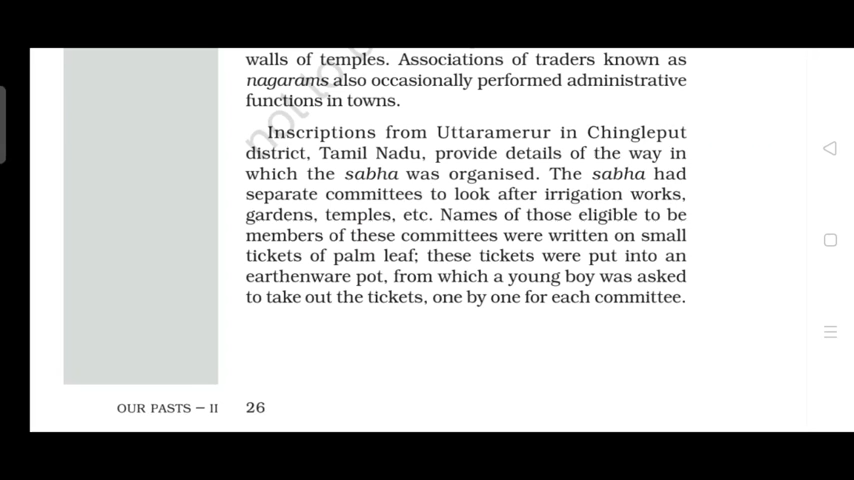 walls of temples. Associations of traders known as
nagarams also occasionally performed administrative
functions in towns.
Inscriptions from Uttaramerur in Chingleput
district, Tamil Nadu, provide details of the way in
which the sabha was organised. The sabha had
separate committees to look after irrigation works,
gardens, temples, etc. Names of those eligible to be
members of these committees were written on small
tickets of palm leaf; these tickets were put into an
earthenware pot, from which a young boy was asked
to take out the tickets, one by one for each committee.
OUR PASTS – II 26
not to